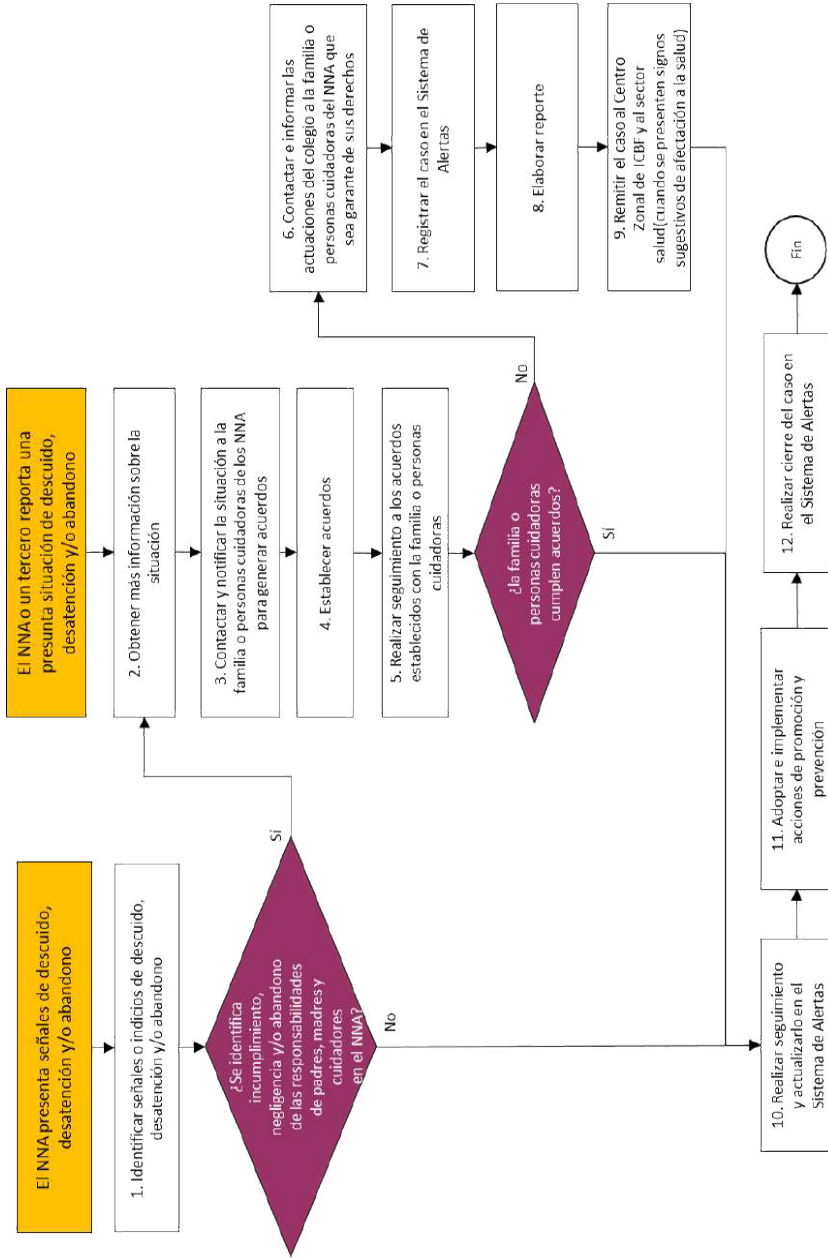 El NNA presenta señales de descuido,
desatención y/o abandono
1. Identificar señales o indicios de descuido,
desatención y/o abandono
¿Se identifica
incumplimiento,
negligencia y/o abandono
de las responsabilidades
de padres, madres y
cuidadores
en el NNA?
Sí
No
El NNA o un tercero reporta una
presunta situación de descuido,
desatención y/o abandono
2. Obtener más información sobre la
situación
3. Contactar y notificar la situación a la
familia o personas cuidadoras de los NNA
para generar acuerdos
4. Establecer acuerdos
5. Realizar seguimiento a los acuerdos
establecidos con la familia o personas
cuidadoras
¿la familia o
personas cuidadoras
cumplen acuerdos?
No
Sí
6. Contactar e informar las
actuaciones del colegio a la familia o
personas cuidadoras del NNA que
sea garante de sus derechos
7. Registrar el caso en el Sistema de
Alertas
8. Elaborar reporte
9. Remitir el caso al Centro
Zonal de ICBF y al sector
salud(cuando se presenten signos
sugestivos de afectación a la salud)
10. Realizar seguimiento
y actualizarlo en el
Sistema de Alertas
11. Adoptar e implementar
acciones de promoción y
prevención
12. Realizar cierre del caso en
el Sistema de Alertas
Fin